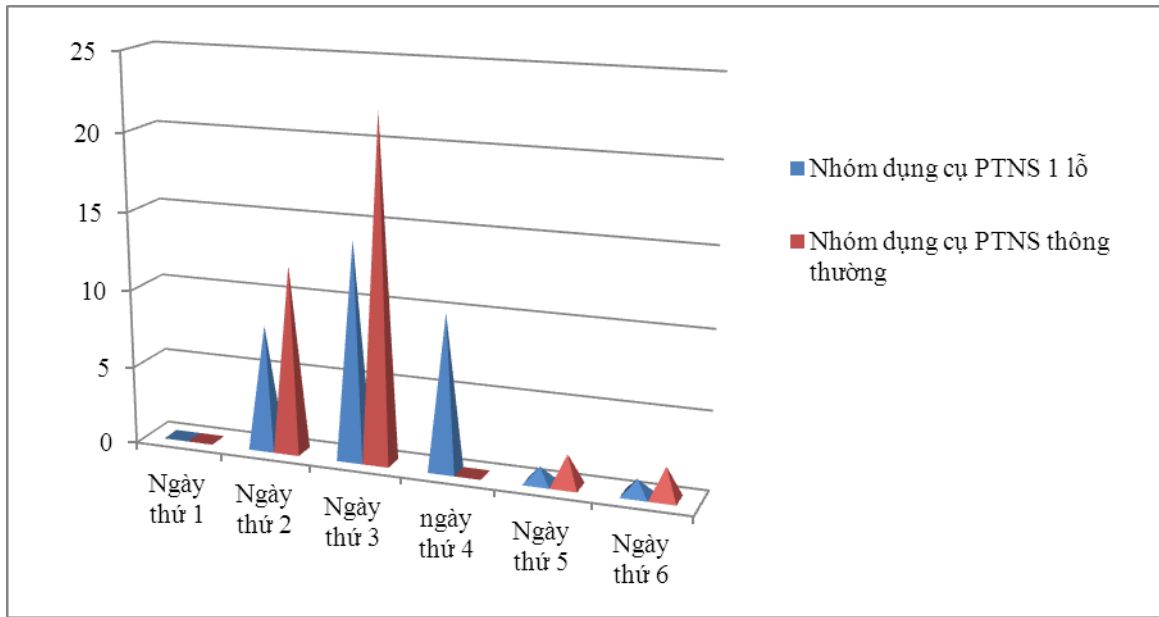 25
20
15
10
5
0
Ngày
thứ 1
Ngày
thứ 2
Ngày
thứ 3
ngày
thứ 4
Ngày
thứ 5
Ngày
thứ 6
Nhóm dụng cụ PTNS 1 lỗ
Nhóm dụng cụ PTNS thông
thường